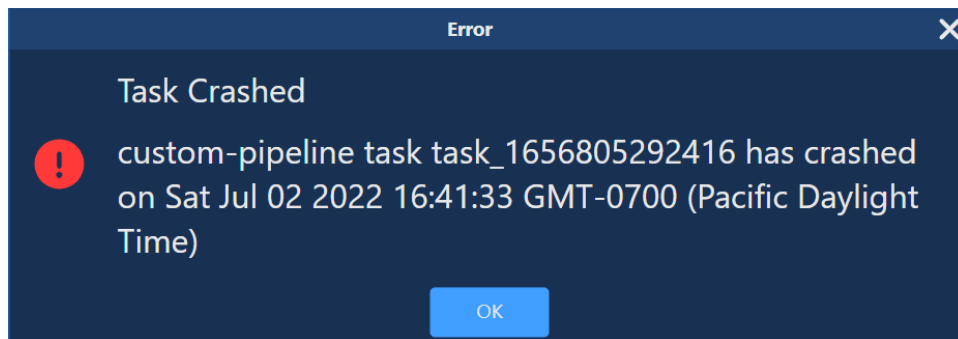 Error
Task Crashed
custom-pipeline task task_1656805292416 has crashed
on Sat Jul 02 2022 16:41:33 GMT-0700 (Pacific Daylight
Time)
OK